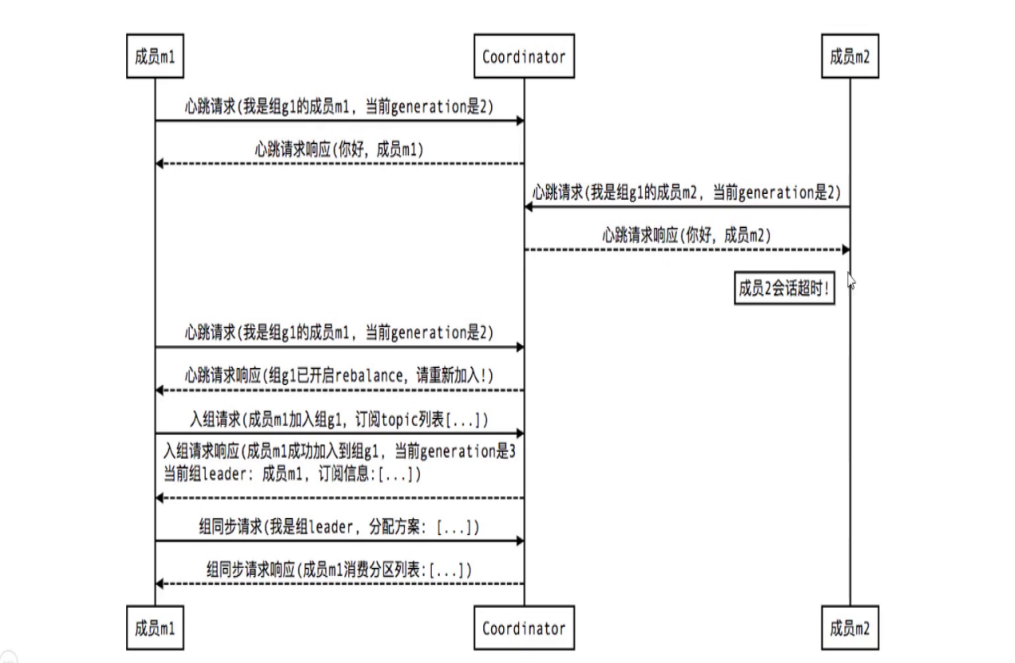 成员m1
Coordinator
成员m2
心跳请求(我是组g1的成员m1, 当前generation是2)
心跳请求响应(你好, 成员m1)
心跳请求(我是组g1的成员m2, 当前generation是2)
心跳请求响应(你好, 成员m2)
成员2会话超时!
心跳请求(我是组g1的成员m1, 当前generation是2)
心跳请求响应(组g1已开启rebalance, 请重新加入!)
入组请求(成员m1加入组g1, 订阅topic列表[...])
入组请求响应(成员m1成功加入到组g1, 当前generation是3
当前组leader: 成员m1, 订阅信息:[...])
组同步请求(我是组leader, 分配方案: [...])
组同步请求响应(成员m1消费分区列表:[...])
成员m1
Coordinator
成员m2